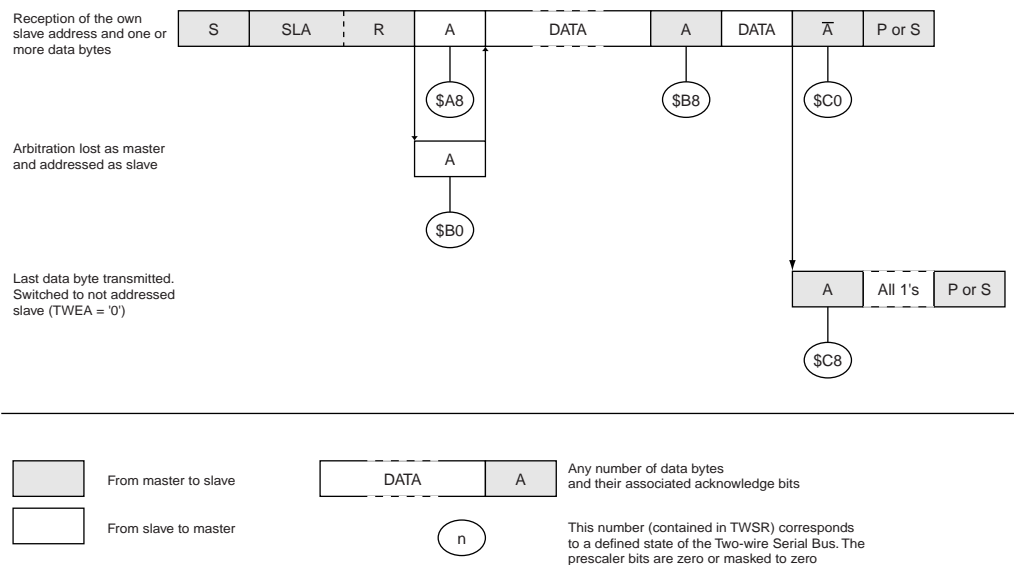 Reception of the own
slave address and one or
more data bytes
S SLA R A DATA A DATA A̅ P or S
$A8 $B8 $C0
Arbitration lost as master
and addressed as slave
A
$B0
Last data byte transmitted.
Switched to not addressed
slave (TWEA = '0')
A All 1's P or S
$C8
From master to slave
DATA A
Any number of data bytes
and their associated acknowledge bits
From slave to master
n
This number (contained in TWSR) corresponds
to a defined state of the Two-wire Serial Bus. The
prescaler bits are zero or masked to zero